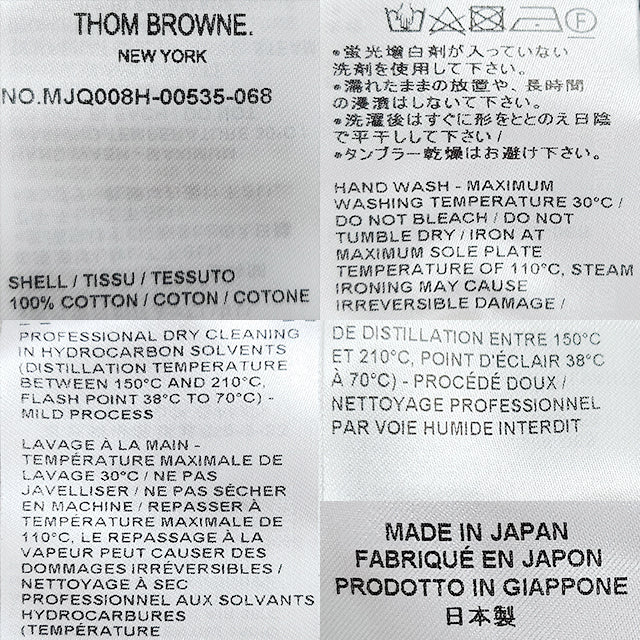 THOM BROWNE.
NEW YORK
NO.MJQ008H-00535-068
SHELL / TISSU / TESSUTO
100% COTTON / COTON / COTONE
F
●蛍光増白剤が入っていない
洗剤を使用して下さい。
●濡れたままの放置や、長時間
の浸漬はしないで下さい。
●洗濯後はすぐに形をととのえ日陰
で平干しして下さい /
●タンブラー乾燥はお避け下さい。
HAND WASH - MAXIMUM
WASHING TEMPERATURE 30°C /
DO NOT BLEACH / DO NOT
TUMBLE DRY / IRON AT
MAXIMUM SOLE PLATE
TEMPERATURE OF 110°C, STEAM
IRONING MAY CAUSE
IRREVERSIBLE DAMAGE /
PROFESSIONAL DRY CLEANING
IN HYDROCARBON SOLVENTS
(DISTILLATION TEMPERATURE
BETWEEN 150°C AND 210°C,
FLASH POINT 38°C TO 70°C) -
MILD PROCESS
LAVAGE À LA MAIN -
TEMPÉRATURE MAXIMALE DE
LAVAGE 30°C / NE PAS
JAVELLISER / NE PAS SÉCHER
EN MACHINE / REPASSER À
TEMPÉRATURE MAXIMALE DE
110°C, LE REPASSAGE À LA
VAPEUR PEUT CAUSER DES
DOMMAGES IRRÉVERSIBLES /
NETTOYAGE À SEC
PROFESSIONNEL AUX SOLVANTS
HYDROCARBURES
(TEMPÉRATURE
DE DISTILLATION ENTRE 150°C
ET 210°C, POINT D'ÉCLAIR 38°C
À 70°C) - PROCÉDÉ DOUX /
NETTOYAGE PROFESSIONNEL
PAR VOIE HUMIDE INTERDIT
MADE IN JAPAN
FABRIQUÉ EN JAPON
PRODOTTO IN GIAPPONE
日本製